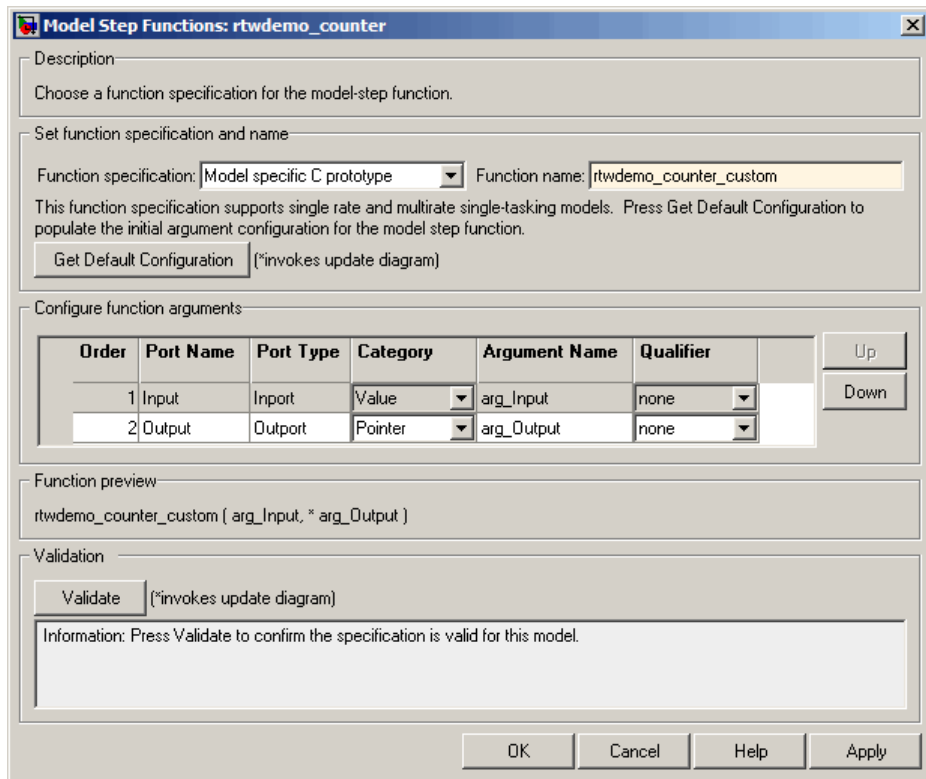 Model Step Functions: rtwdemo_counter
Description
Choose a function specification for the model-step function.
Set function specification and name
Function specification: Model specific C prototype Function name: rtwdemo_counter_custom
This function specification supports single rate and multirate single-tasking models. Press Get Default Configuration to
populate the initial argument configuration for the model step function.
Get Default Configuration (*invokes update diagram)
Configure function arguments
Order Port Name Port Type Category Argument Name Qualifier Up
1 Input Inport Value arg_Input none Down
2 Output Outport Pointer arg_Output none
Function preview
rtwdemo_counter_custom ( arg_Input, * arg_Output )
Validation
Validate (*invokes update diagram)
Information: Press Validate to confirm the specification is valid for this model.
OK Cancel Help Apply